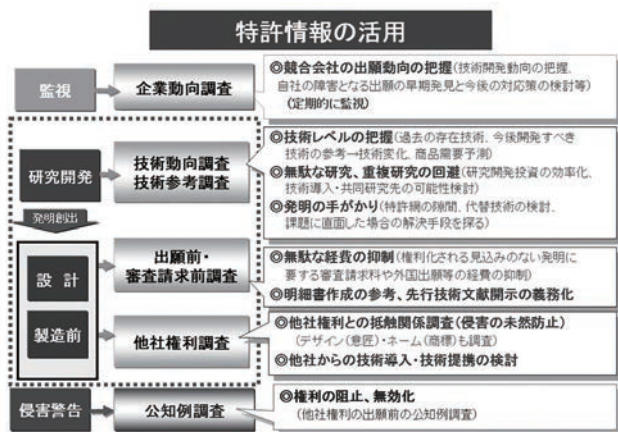 特許情報の活用
監視
企業動向調査
◎競合会社の出願動向の把握(技術開発動向の把握、
自社の障害となる出願の早期発見と今後の対応策の検討等)
(定期的に監視)
研究開発
技術動向調査
技術参考調査
◎技術レベルの把握(過去の存在技術、今後開発すべき
技術の参考→技術変化、商品需要予測)
◎無駄な研究、重複研究の回避(研究開発投資の効率化、
技術導入・共同研究先の可能性検討)
◎発明の手がかり(特許網の隙間、代替技術の検討、
課題に直面した場合の解決手段を探る)
発明創出
設計
出願前・
審査請求前調査
◎無駄な経費の抑制(権利化される見込みのない発明に
要する審査請求料や外国出願等の経費の抑制)
◎明細書作成の参考、先行技術文献開示の義務化
製造前
他社権利調査
◎他社権利との抵触関係調査(侵害の未然防止)
(デザイン(意匠)・ネーム(商標)も調査)
◎他社からの技術導入・技術提携の検討
侵害警告
公知例調査
◎権利の阻止、無効化
(他社権利の出願前の公知例調査)